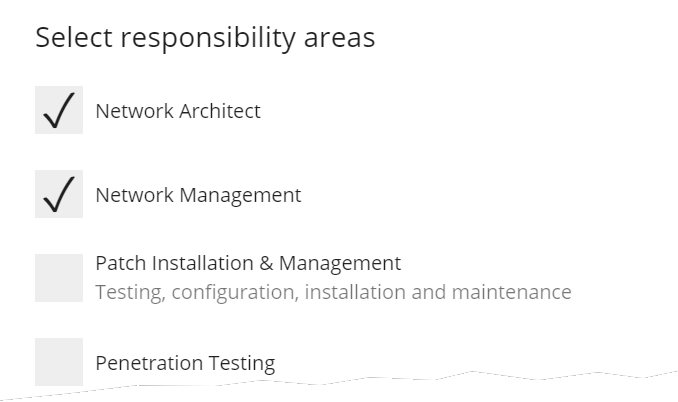 Select responsibility areas
Network Architect
Network Management
Patch Installation & Management
Testing, configuration, installation and maintenance
Penetration Testing